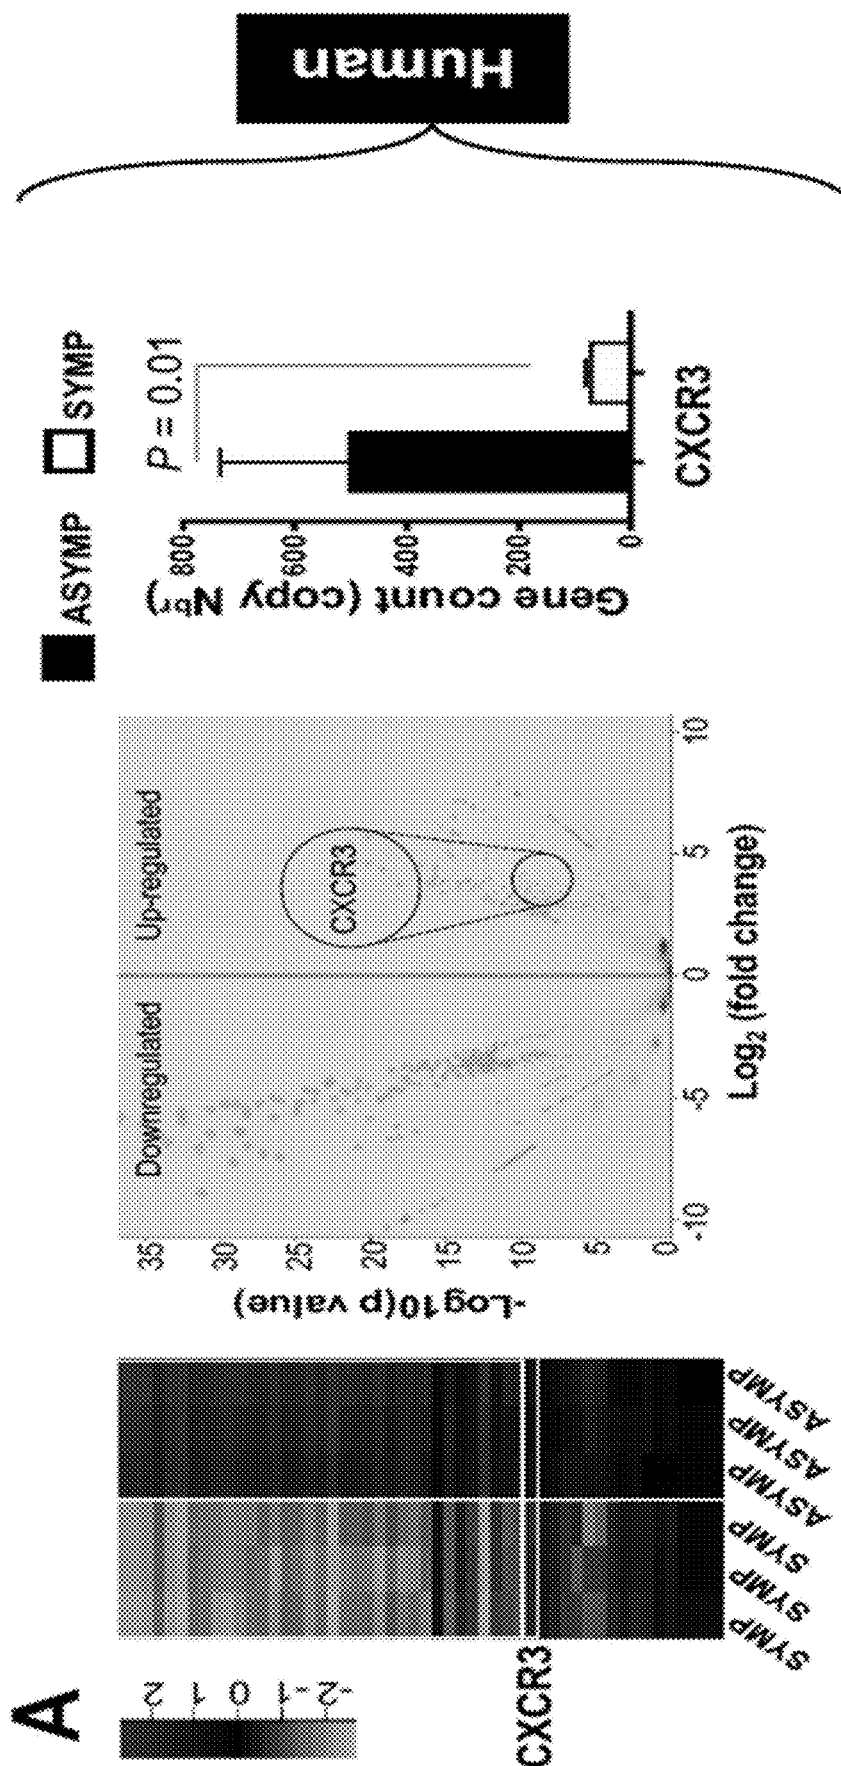 A
2
1
0
-1
-2
CXCR3
SYMP
SYMP
SYMP
ASYMP
ASYMP
ASYMP
-Log10(p value)
35
30
25
20
15
10
5
0
Downregulated
Up-regulated
CXCR3
-10
-5
0
5
10
Log2 (fold change)
ASYMP
SYMP
Gene count (copy Nbr)
800
600
400
200
0
P = 0.01
CXCR3
Human